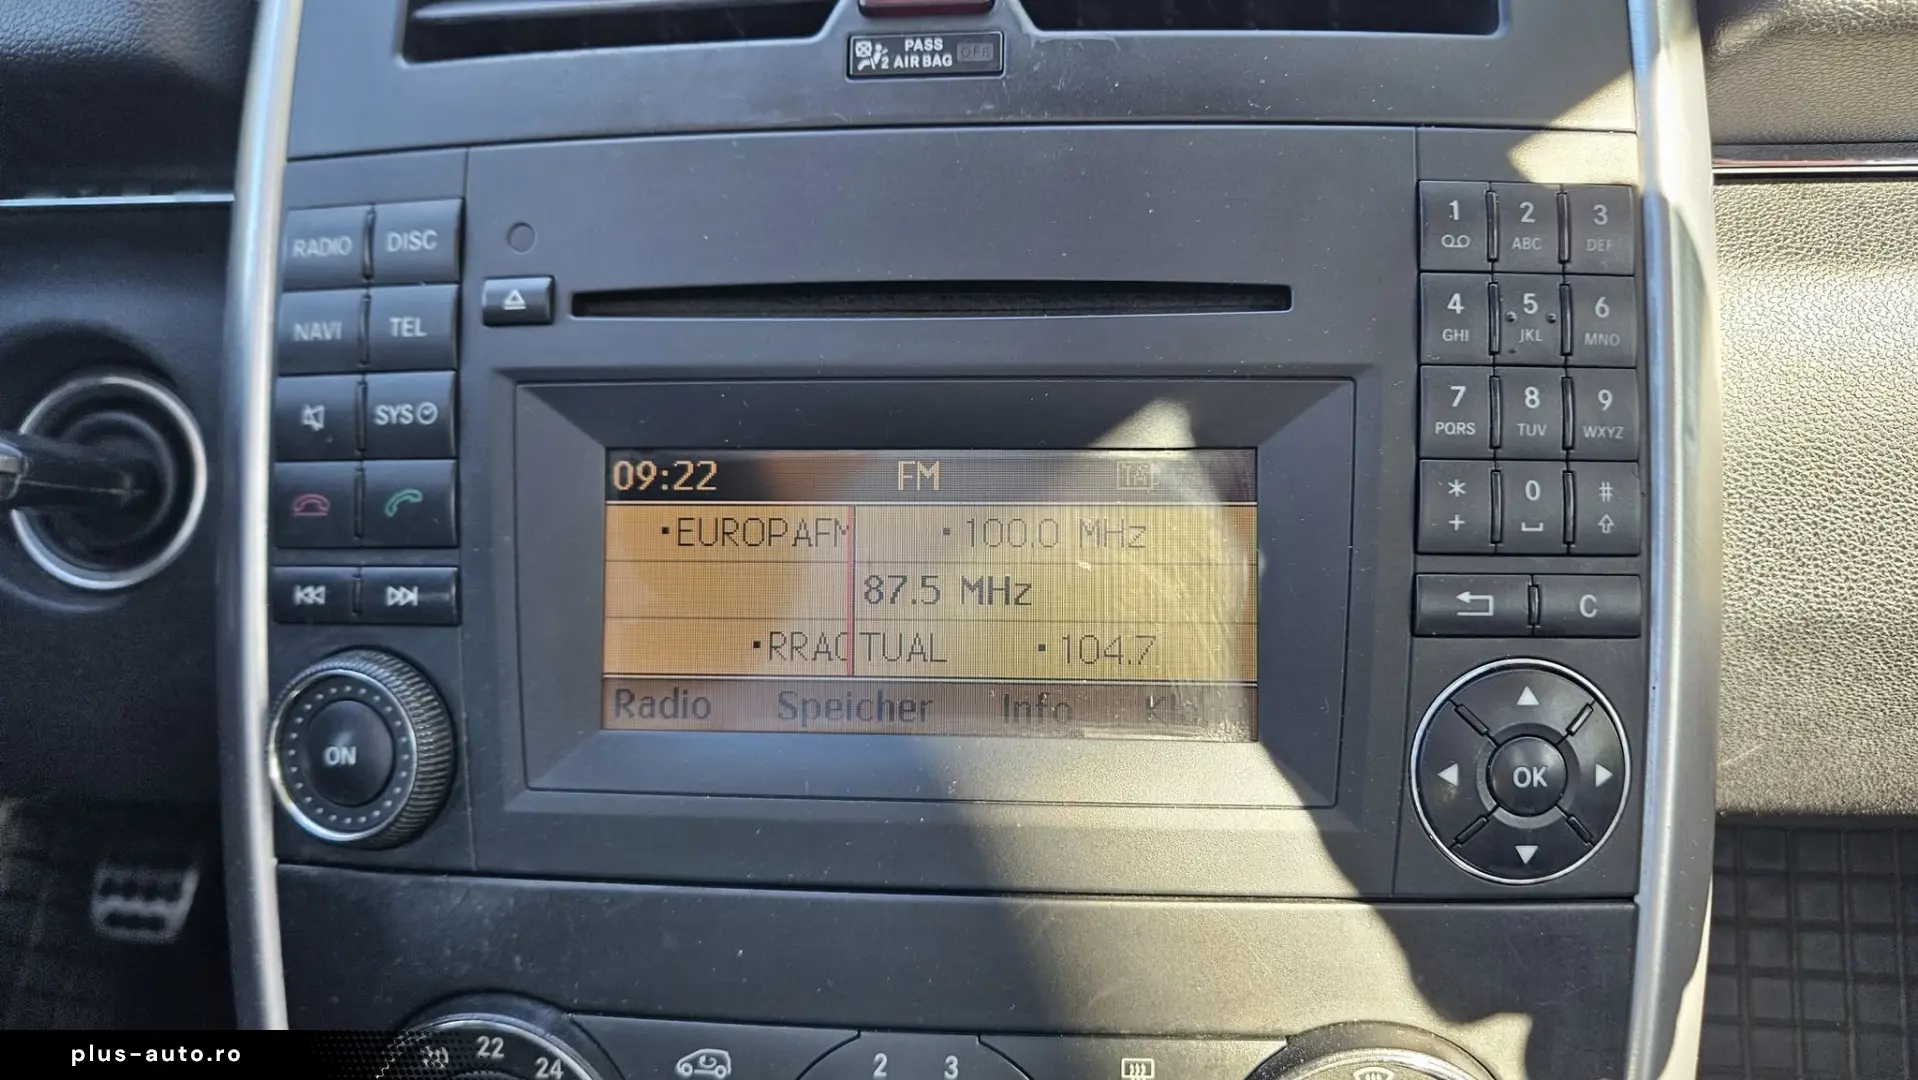 PASS
2 AIR BAG OFF
RADIO DISC
NAVI TEL
SYS
ON
1 2 ABC 3 DEF
4 GHI 5 JKL 6 MNO
7 PQRS 8 TUV 9 WXYZ
* + 0 #
C
OK
09:22 FM TA
·EUROPAFM ·100.0 MHz
87.5 MHz
·RRACTUAL ·104.7
Radio Speicher Info
22
24
2 3
plus-auto.ro